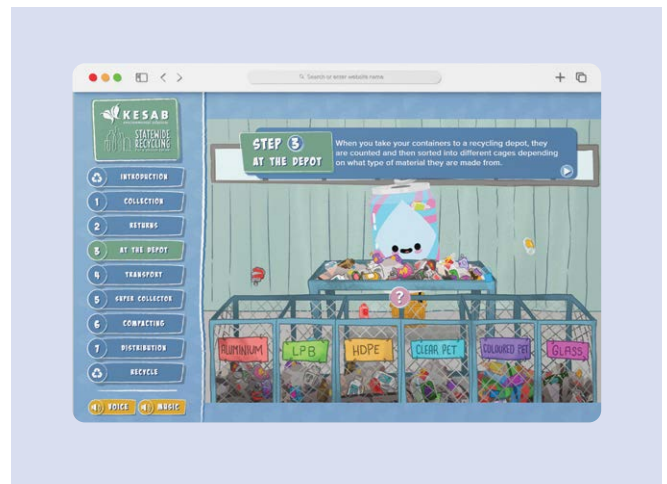 Search or enter website name
KESAB
STATEWIDE
RECYCLING
INTRODUCTION
1 COLLECTION
2 RETURNS
3 AT THE DEPOT
4 TRANSPORT
5 SUPER COLLECTOR
6 COMPACTING
7 DISTRIBUTION
RECYCLE
VOICE MUSIC
STEP 3
AT THE DEPOT
When you take your containers to a recycling depot, they
are counted and then sorted into different cages depending
on what type of material they are made from.
?
ALUMINIUM LPB HDPE CLEAR PET COLOURED PET GLASS